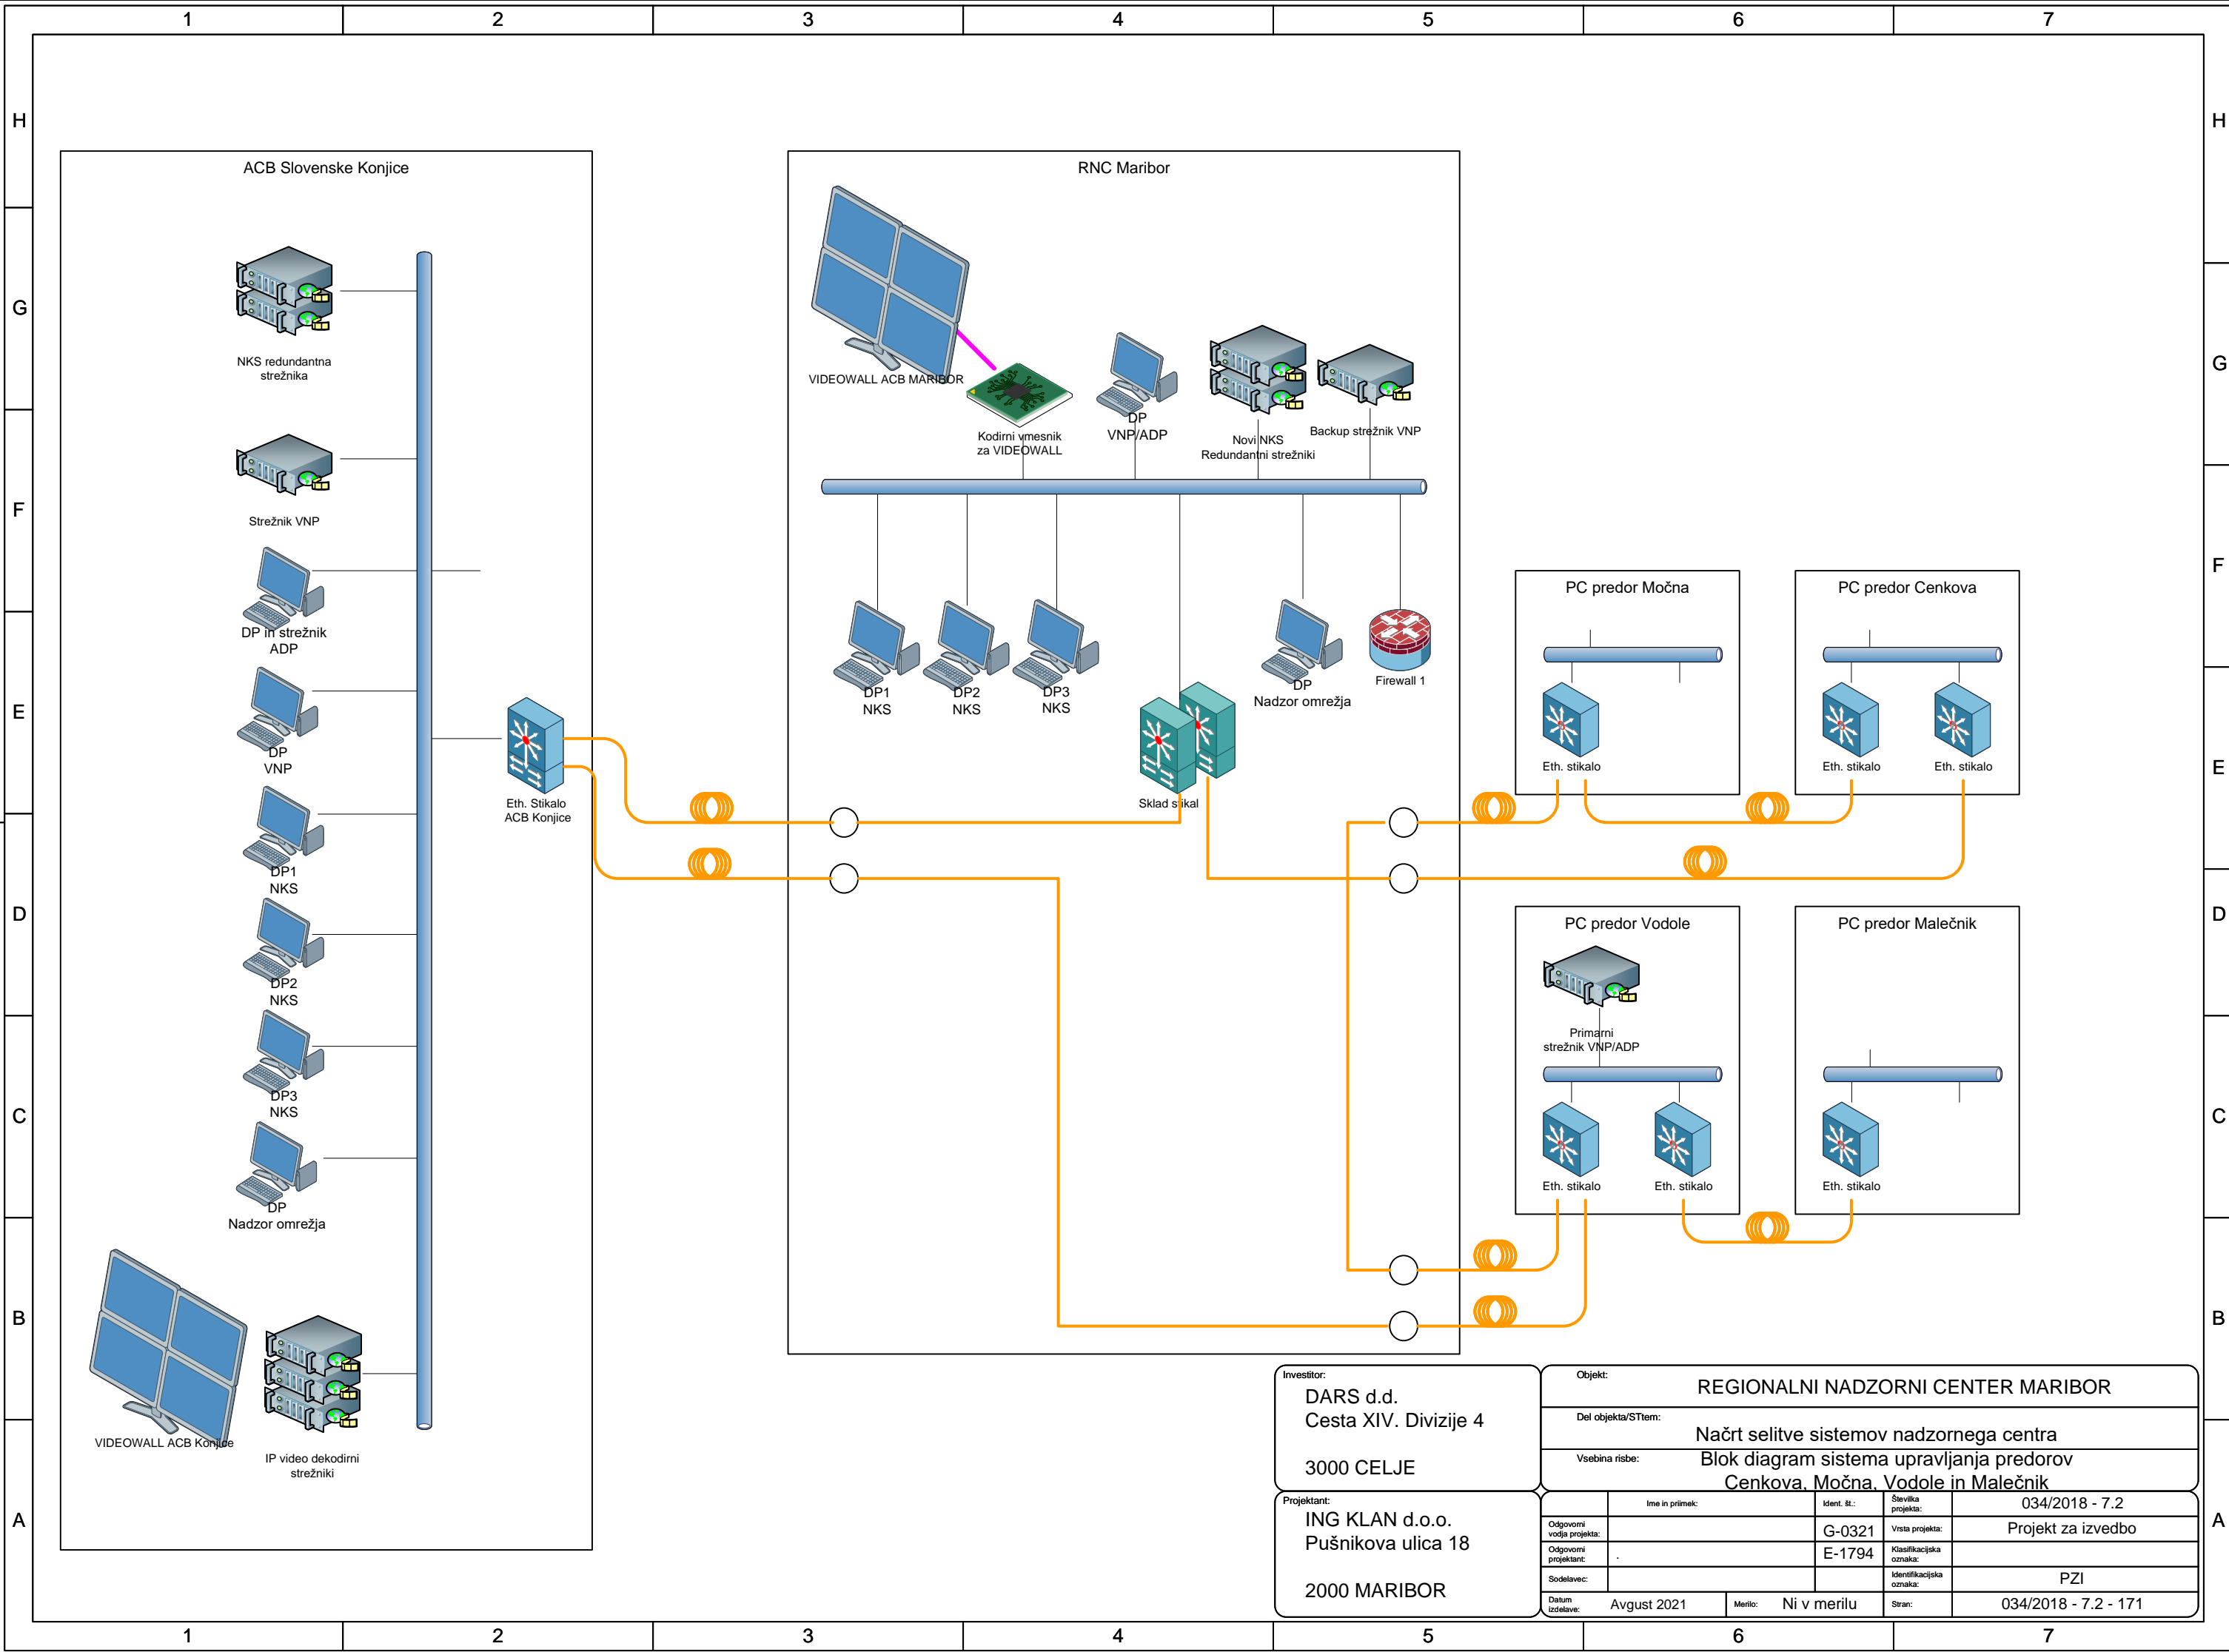 1 2 3 4 5 6 7
H H
G G
F F
E E
D D
C C
B B
A A
1 2 3 4 5 6 7
ACB Slovenske Konjice
NKS redundantna
strežnika
Strežnik VNP
DP in strežnik
ADP
DP
VNP
DP1
NKS
DP2
NKS
DP3
NKS
DP
Nadzor omrežja
VIDEOWALL ACB Konjice
IP video dekodirni
strežniki
Eth. Stikalo
ACB Konjice
RNC Maribor
VIDEOWALL ACB MARIBOR
Kodirni vmesnik
za VIDEOWALL
DP
VNP/ADP
Novi NKS
Redundantni strežniki
Backup strežnik VNP
DP1
NKS
DP2
NKS
DP3
NKS
Sklad stikal
DP
Nadzor omrežja
Firewall 1
PC predor Močna
Eth. stikalo
PC predor Cenkova
Eth. stikalo
Eth. stikalo
PC predor Vodole
Primarni
strežnik VNP/ADP
Eth. stikalo
Eth. stikalo
PC predor Malečnik
Eth. stikalo
Investitor:
DARS d.d.
Cesta XIV. Divizije 4
3000 CELJE
Projektant:
ING KLAN d.o.o.
Pušnikova ulica 18
2000 MARIBOR
Objekt:
REGIONALNI NADZORNI CENTER MARIBOR
Del objekta/STtem:
Načrt selitve sistemov nadzornega centra
Vsebina risbe:
Blok diagram sistema upravljanja predorov
Cenkova, Močna, Vodole in Malečnik
Ime in priimek: Ident. št.: Številka
projekta: 034/2018 - 7.2
Odgovorni
vodja projekta: G-0321 Vrsta projekta: Projekt za izvedbo
Odgovorni
projektant: . E-1794 Klasifikacijska
oznaka:
Sodelavec: Identifikacijska
oznaka: PZI
Datum
izdelave: Avgust 2021 Merilo: Ni v merilu Stran: 034/2018 - 7.2 - 171